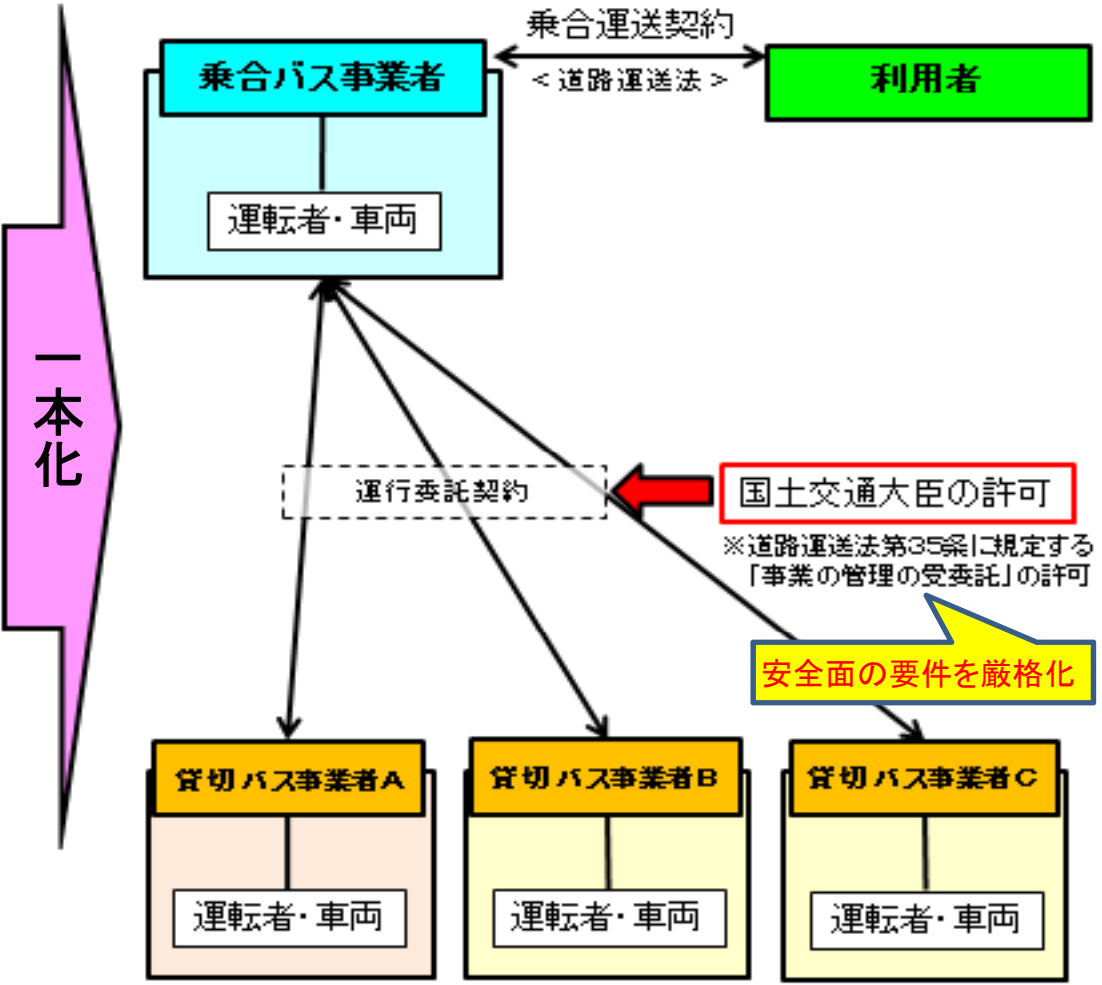 乗合運送契約
乗合バス事業者
＜道路運送法＞
利用者
運転者・車両
一本化
運行委託契約
国土交通大臣の許可
※道路運送法第35条に規定する
「事業の管理の受委託」の許可
安全面の要件を厳格化
貸切バス事業者A
貸切バス事業者B
貸切バス事業者C
運転者・車両
運転者・車両
運転者・車両